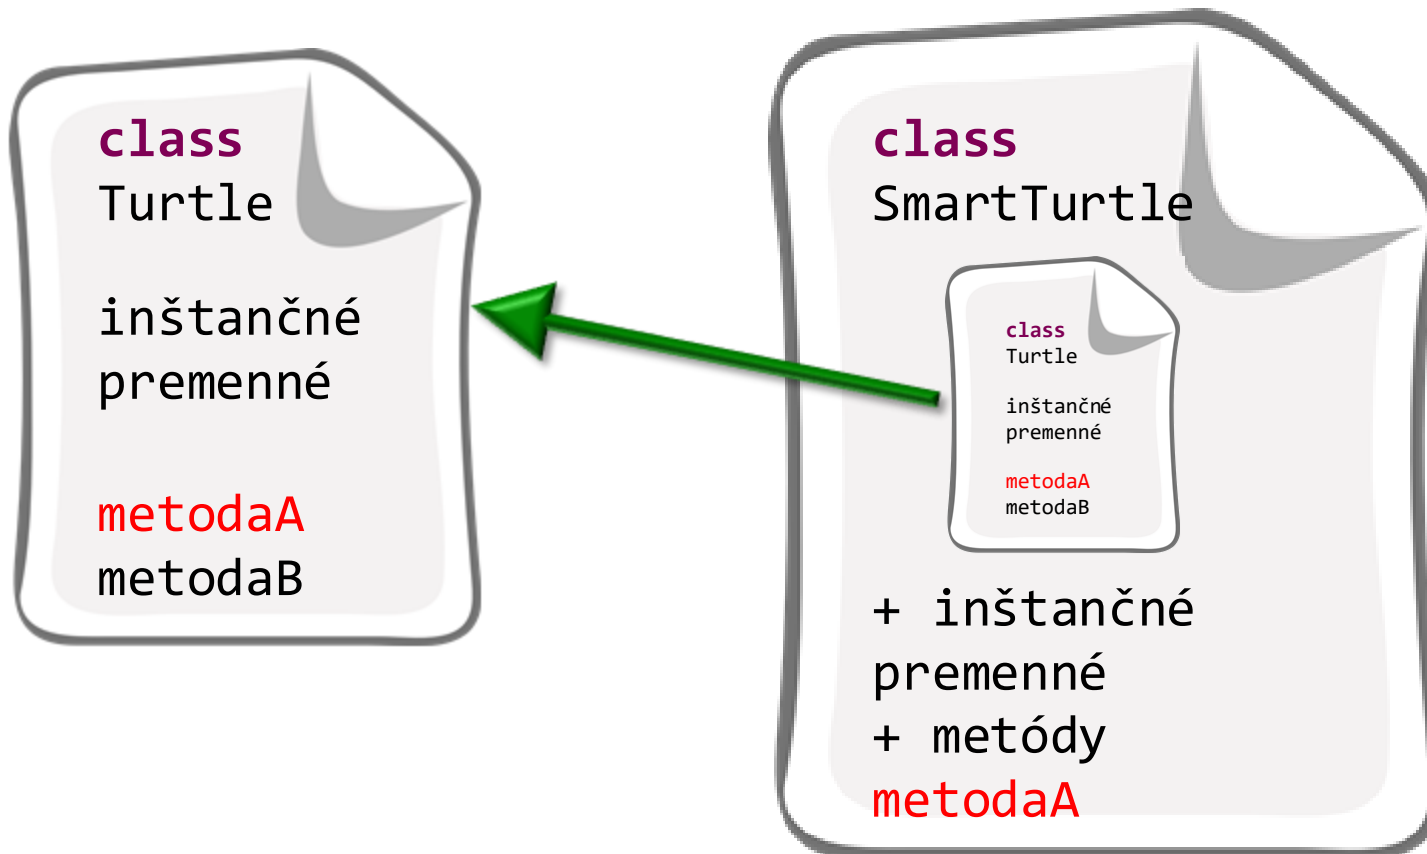 class
Turtle
inštančné
premenné
metodaA
metodaB
class
SmartTurtle
class
Turtle
inštančné
premenné
metodaA
metodaB
+ inštančné
premenné
+ metódy
metodaA